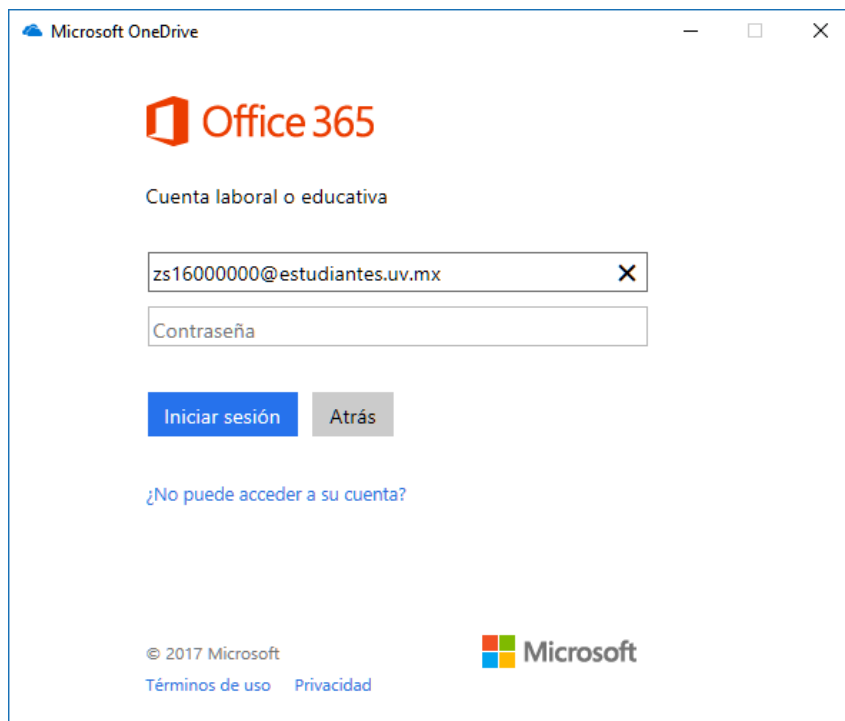 Microsoft OneDrive
Office 365
Cuenta laboral o educativa
zs16000000@estudiantes.uv.mx
Contraseña
Iniciar sesión Atrás
¿No puede acceder a su cuenta?
© 2017 Microsoft
Microsoft
Términos de uso Privacidad